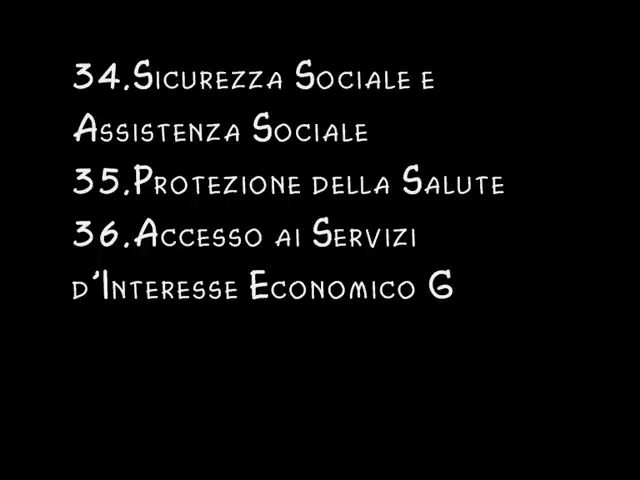 34.Sicurezza Sociale e
Assistenza Sociale
35.Protezione della Salute
36.Accesso ai Servizi
d'Interesse Economico G